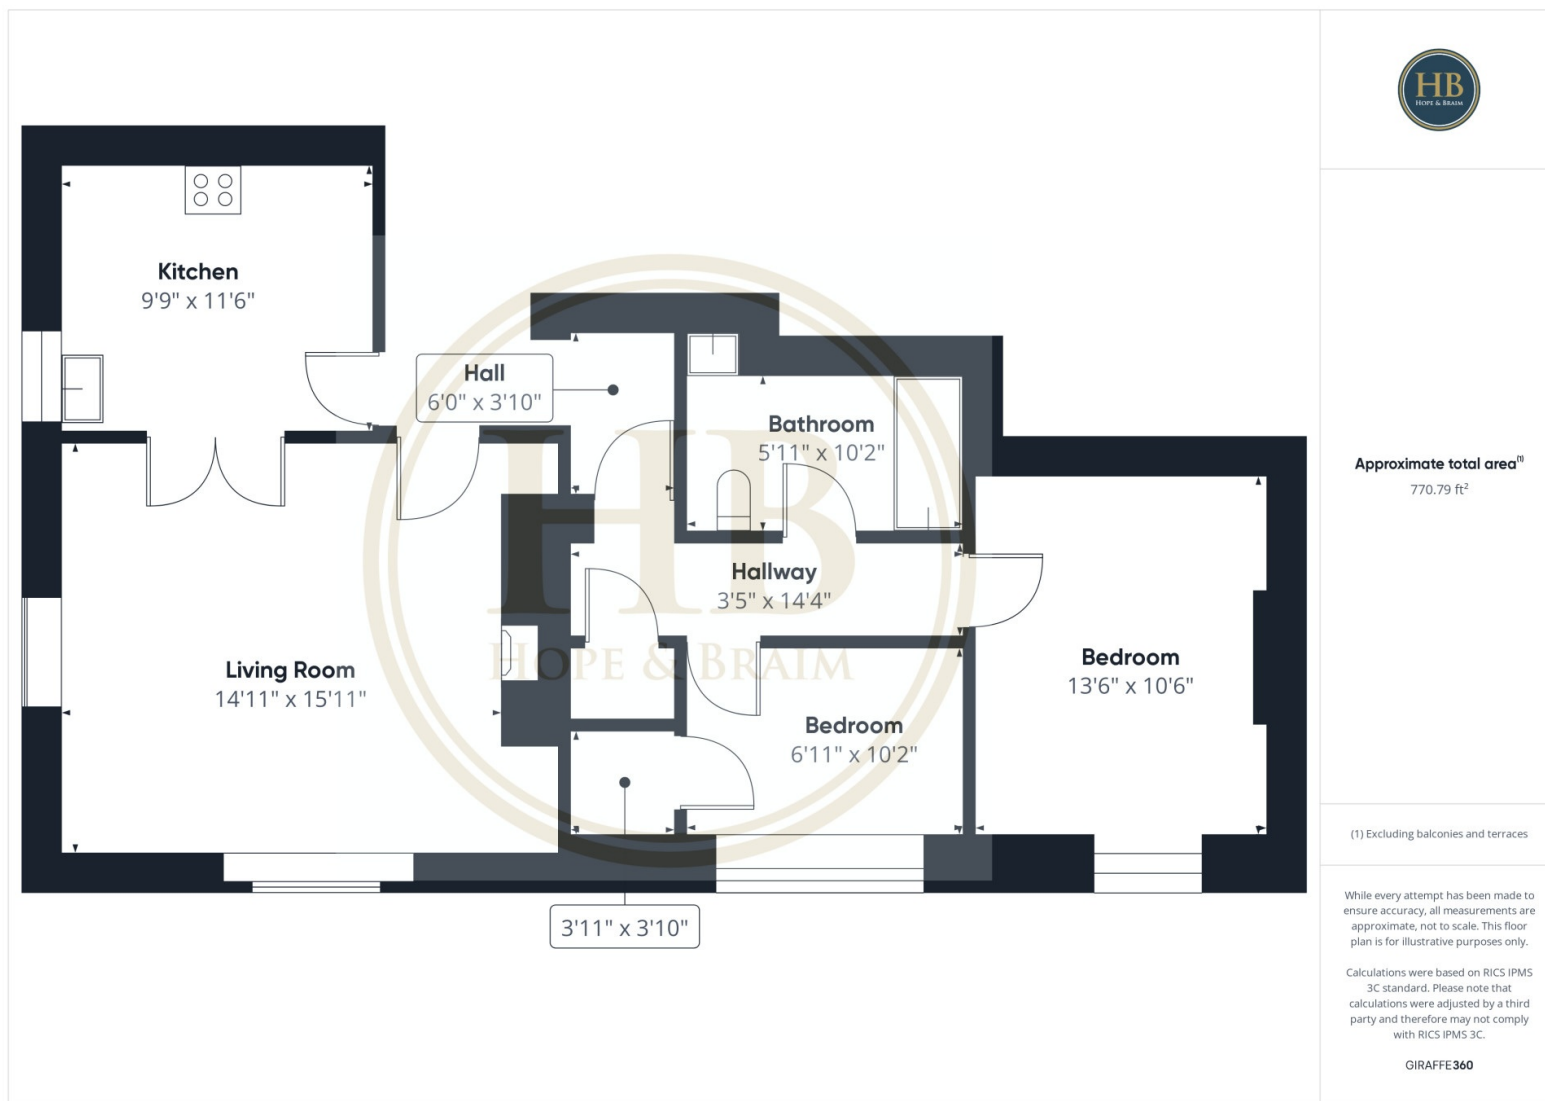 HB
HOPE & BRAIM
Kitchen
9'9" x 11'6"
Hall
6'0" x 3'10"
Bathroom
5'11" x 10'2"
Hallway
3'5" x 14'4"
Living Room
14'11" x 15'11"
Bedroom
13'6" x 10'6"
Bedroom
6'11" x 10'2"
3'11" x 3'10"
HB
HOPE & BRAIM
Approximate total area(1)
770.79 ft²
(1) Excluding balconies and terraces
While every attempt has been made to
ensure accuracy, all measurements are
approximate, not to scale. This floor
plan is for illustrative purposes only.
Calculations were based on RICS IPMS
3C standard. Please note that
calculations were adjusted by a third
party and therefore may not comply
with RICS IPMS 3C.
GIRAFFE360